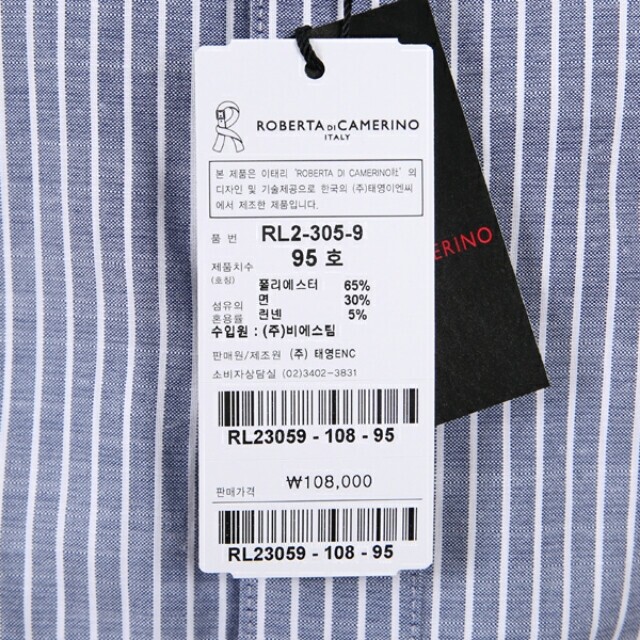 ROBERTA DI CAMERINO
ITALY
본 제품은 이태리 'ROBERTA DI CAMERINO社' 의
디자인 및 기술제공으로 한국의 (주)태영이엔씨
에서 제조한 제품입니다.
품 번 RL2-305-9
제품치수 95 호
(호칭)
폴리에스터 65%
섬유의 면 30%
혼용률 린넨 5%
수입원 : (주)비에스팀
판매원/제조원 (주) 태영ENC
소비자상담실 (02)3402-3831
RL23059 - 108 - 95
판매가격 ₩108,000
RL23059 - 108 - 95
ERINO